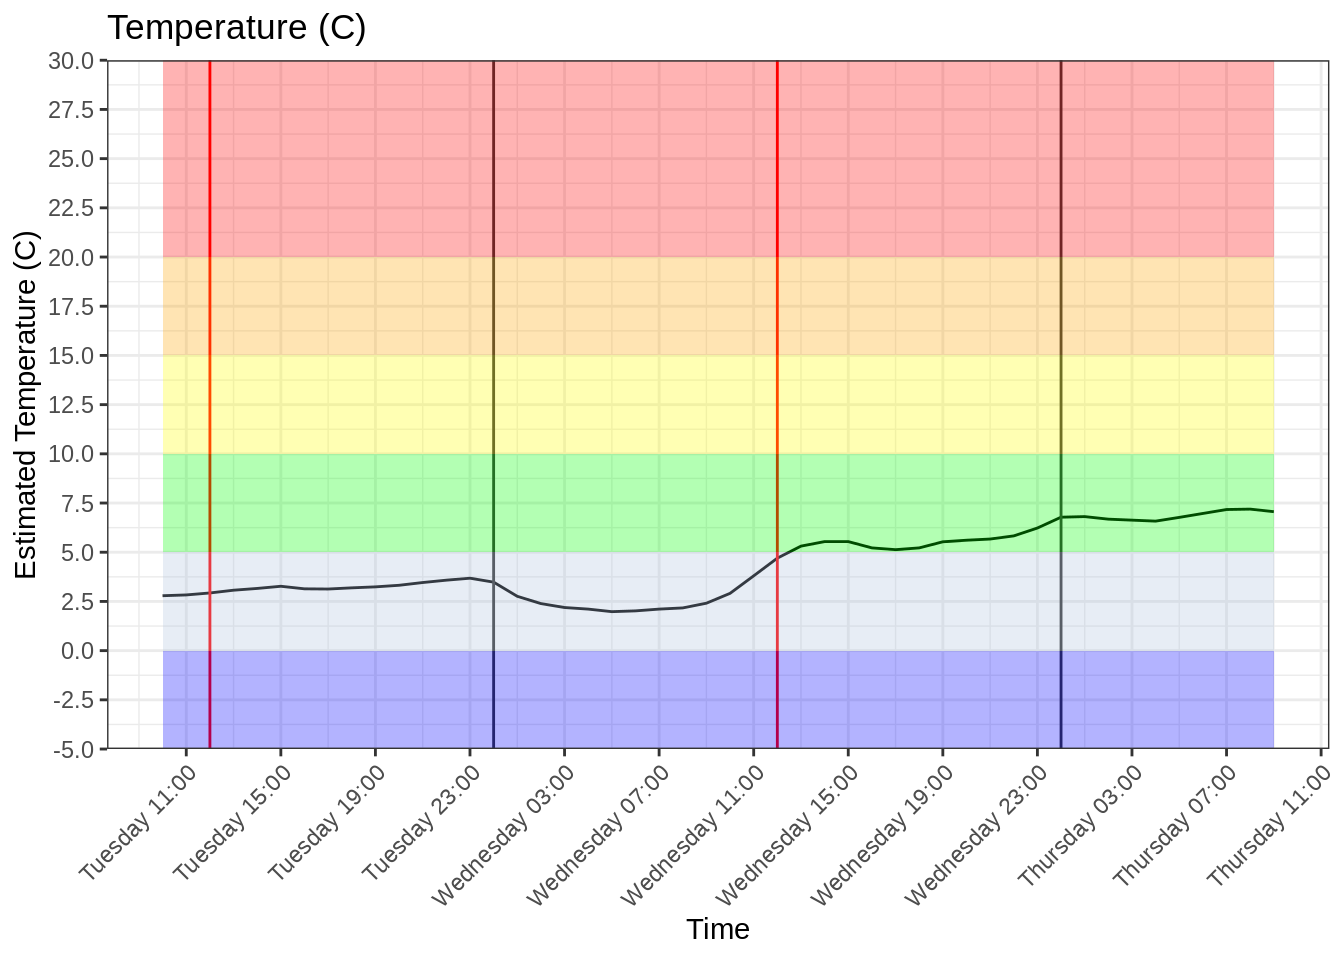 Temperature (C)
Estimated Temperature (C)
30.0
27.5
25.0
22.5
20.0
17.5
15.0
12.5
10.0
7.5
5.0
2.5
0.0
-2.5
-5.0
Tuesday 11:00
Tuesday 15:00
Tuesday 19:00
Tuesday 23:00
Wednesday 03:00
Wednesday 07:00
Wednesday 11:00
Wednesday 15:00
Wednesday 19:00
Wednesday 23:00
Thursday 03:00
Thursday 07:00
Thursday 11:00
Time